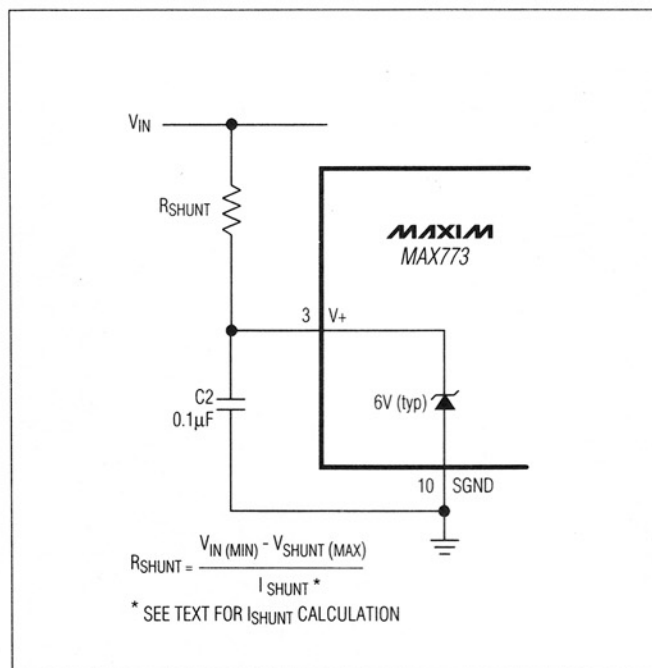 VIN
RSHUNT
MAXIM
MAX773
3 V+
C2
0.1μF
6V (typ)
10 SGND
RSHUNT = VIN (MIN) - VSHUNT (MAX)
I SHUNT *
* SEE TEXT FOR ISHUNT CALCULATION